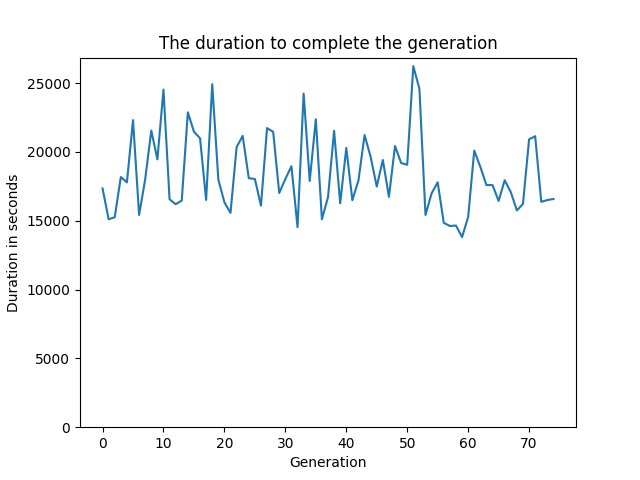 The duration to complete the generation
25000
20000
15000
10000
5000
0
Duration in seconds
0 10 20 30 40 50 60 70
Generation